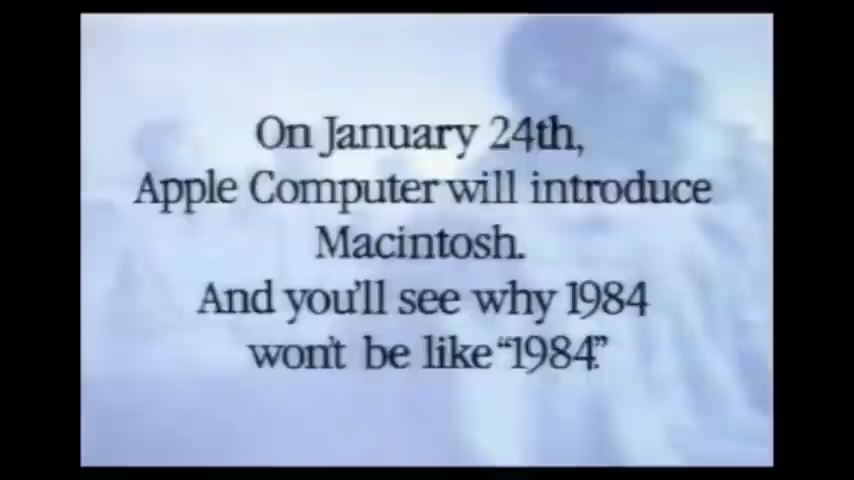 On January 24th,
Apple Computer will introduce
Macintosh.
And you'll see why 1984
won't be like "1984."